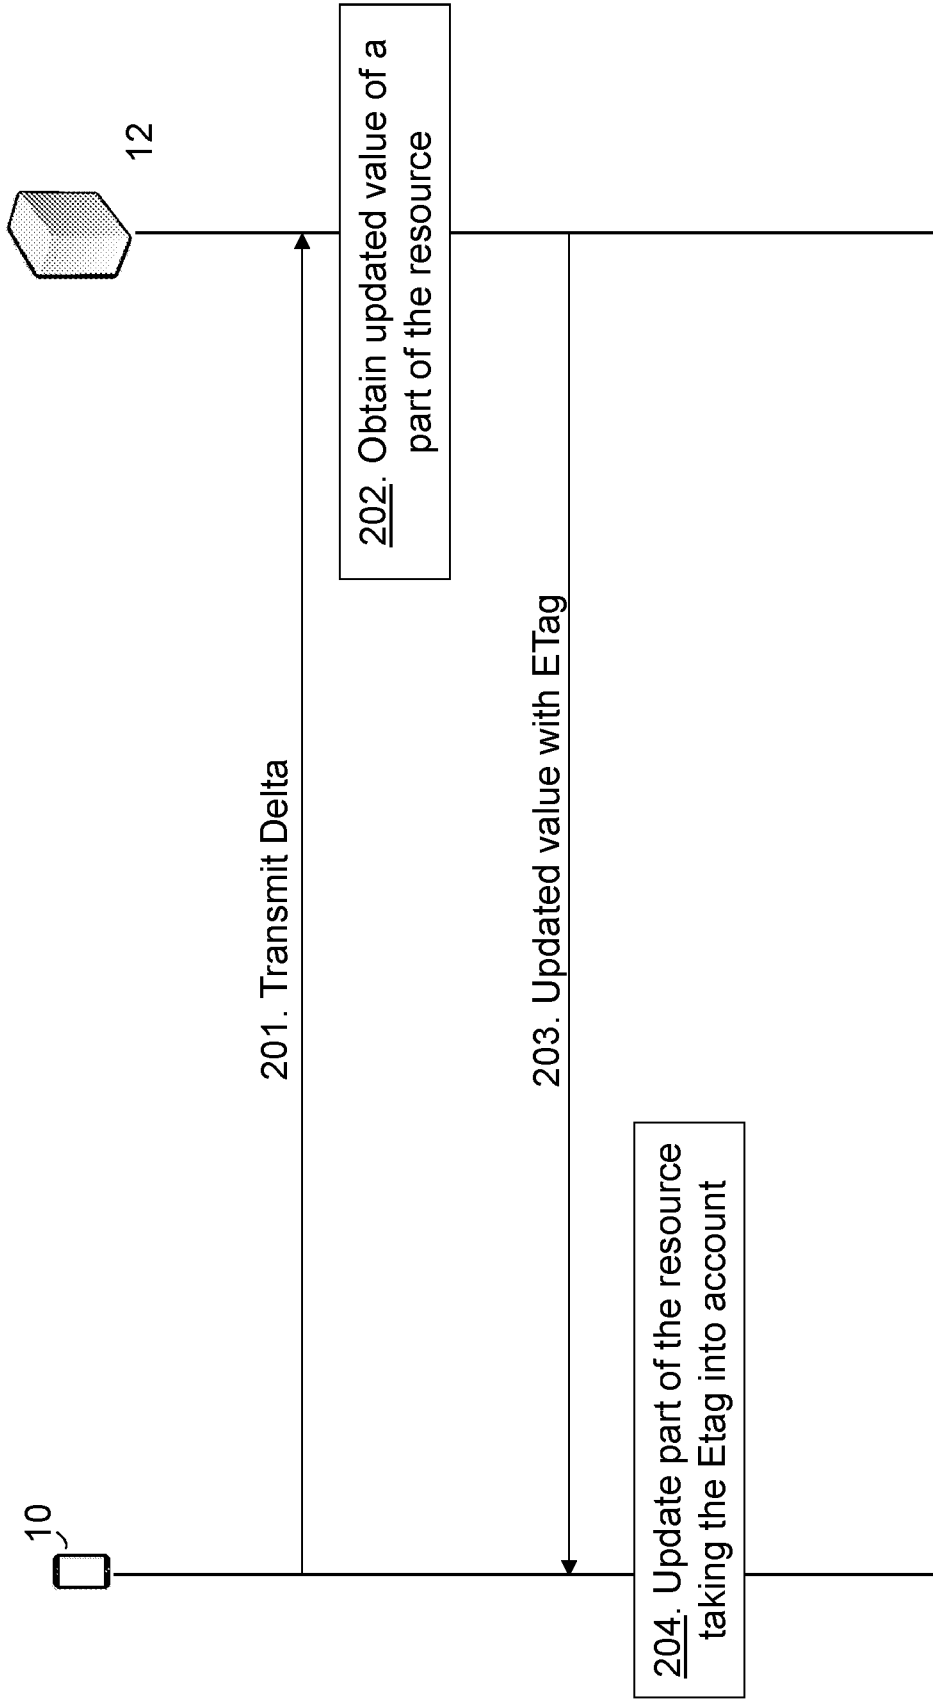 10
12
201. Transmit Delta
202. Obtain updated value of a
part of the resource
203. Updated value with ETag
204. Update part of the resource
taking the Etag into account